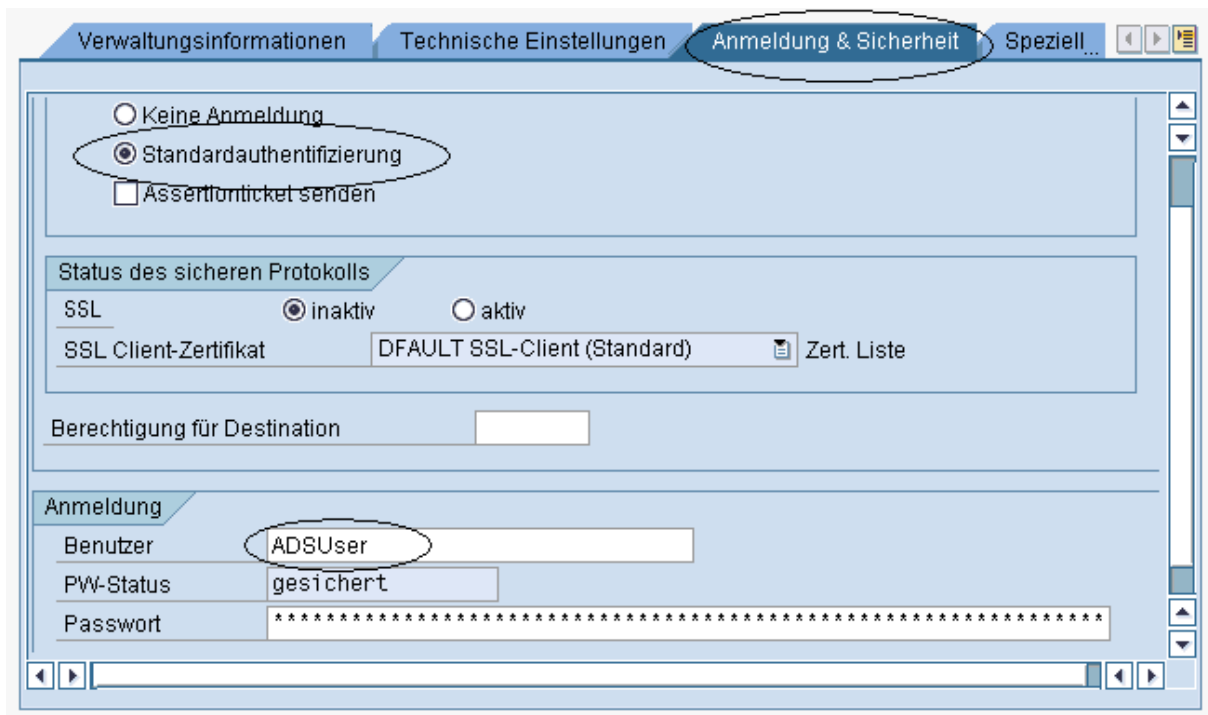 Verwaltungsinformationen Technische Einstellungen Anmeldung & Sicherheit Speziell...
Keine Anmeldung
Standardauthentifizierung
Assertionticket senden
Status des sicheren Protokolls
SSL inaktiv aktiv
SSL Client-Zertifikat DFAULT SSL-Client (Standard) Zert. Liste
Berechtigung für Destination
Anmeldung
Benutzer ADSUser
PW-Status gesichert
Passwort ****************************************************************